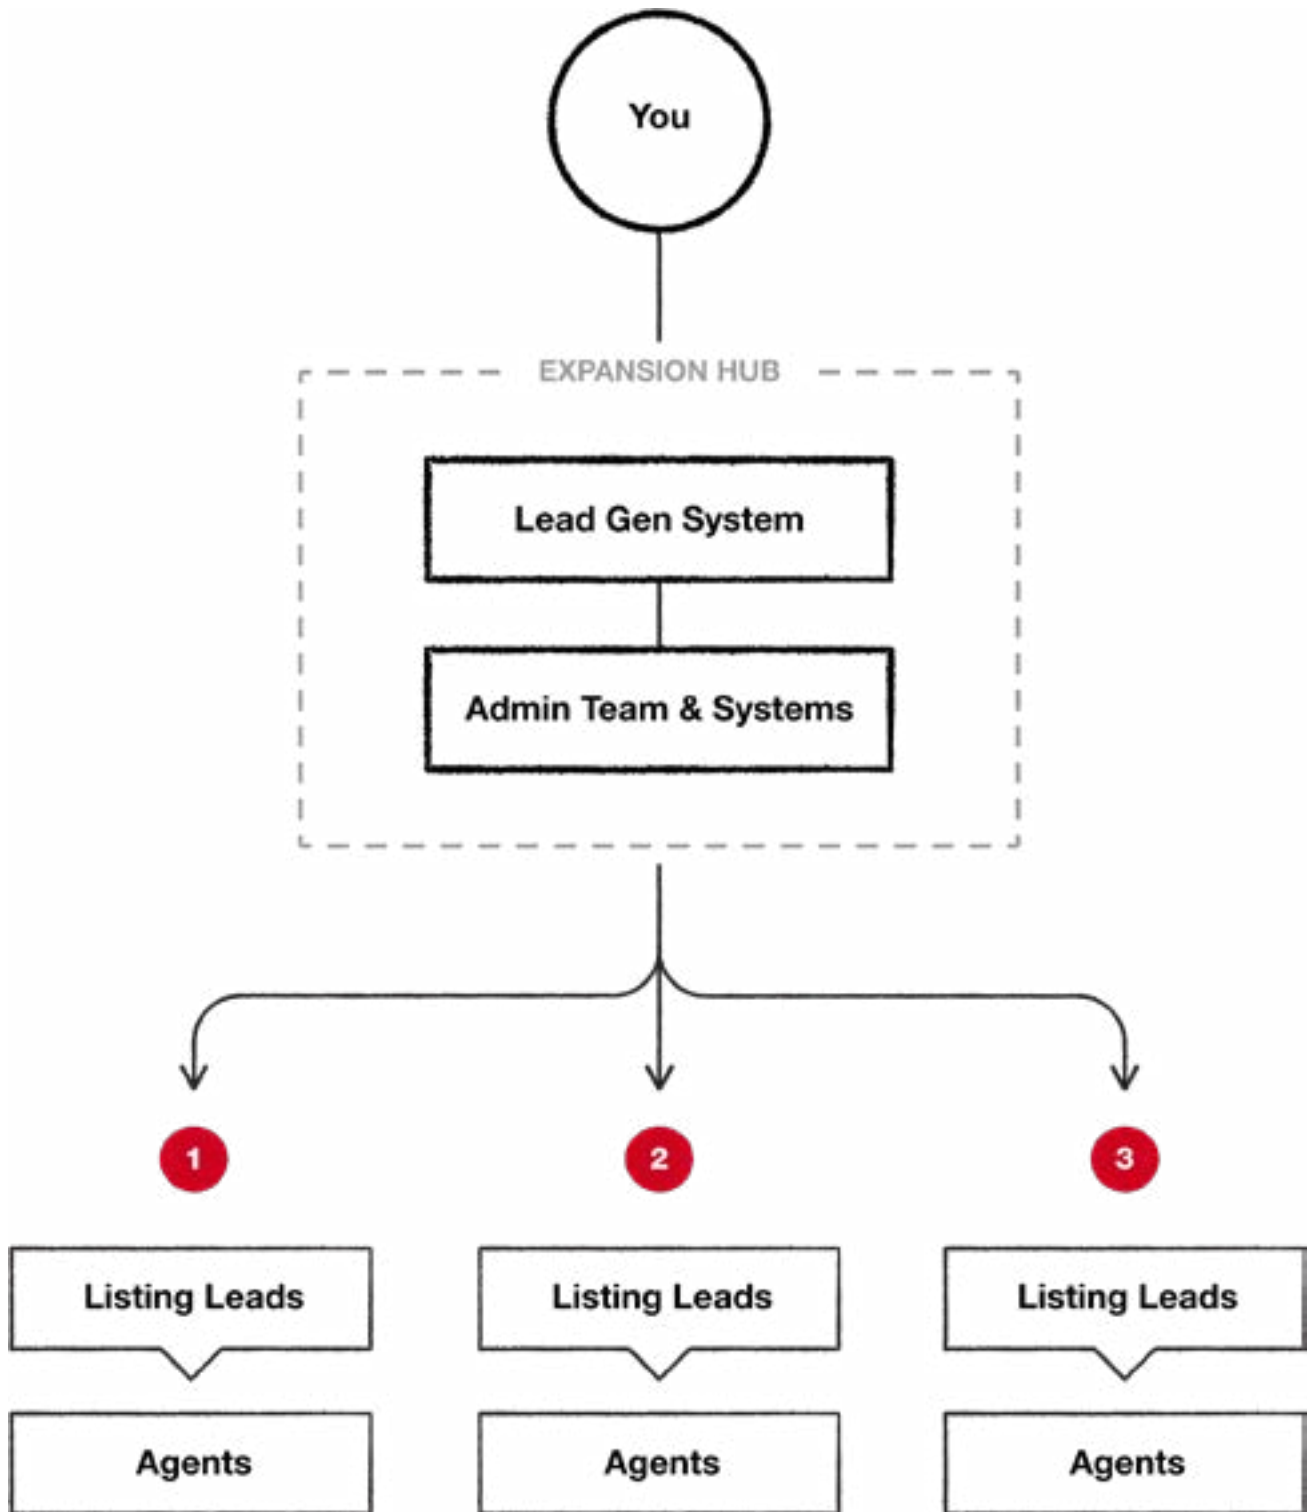 You
EXPANSION HUB
Lead Gen System
Admin Team & Systems
1
2
3
Listing Leads
Listing Leads
Listing Leads
Agents
Agents
Agents